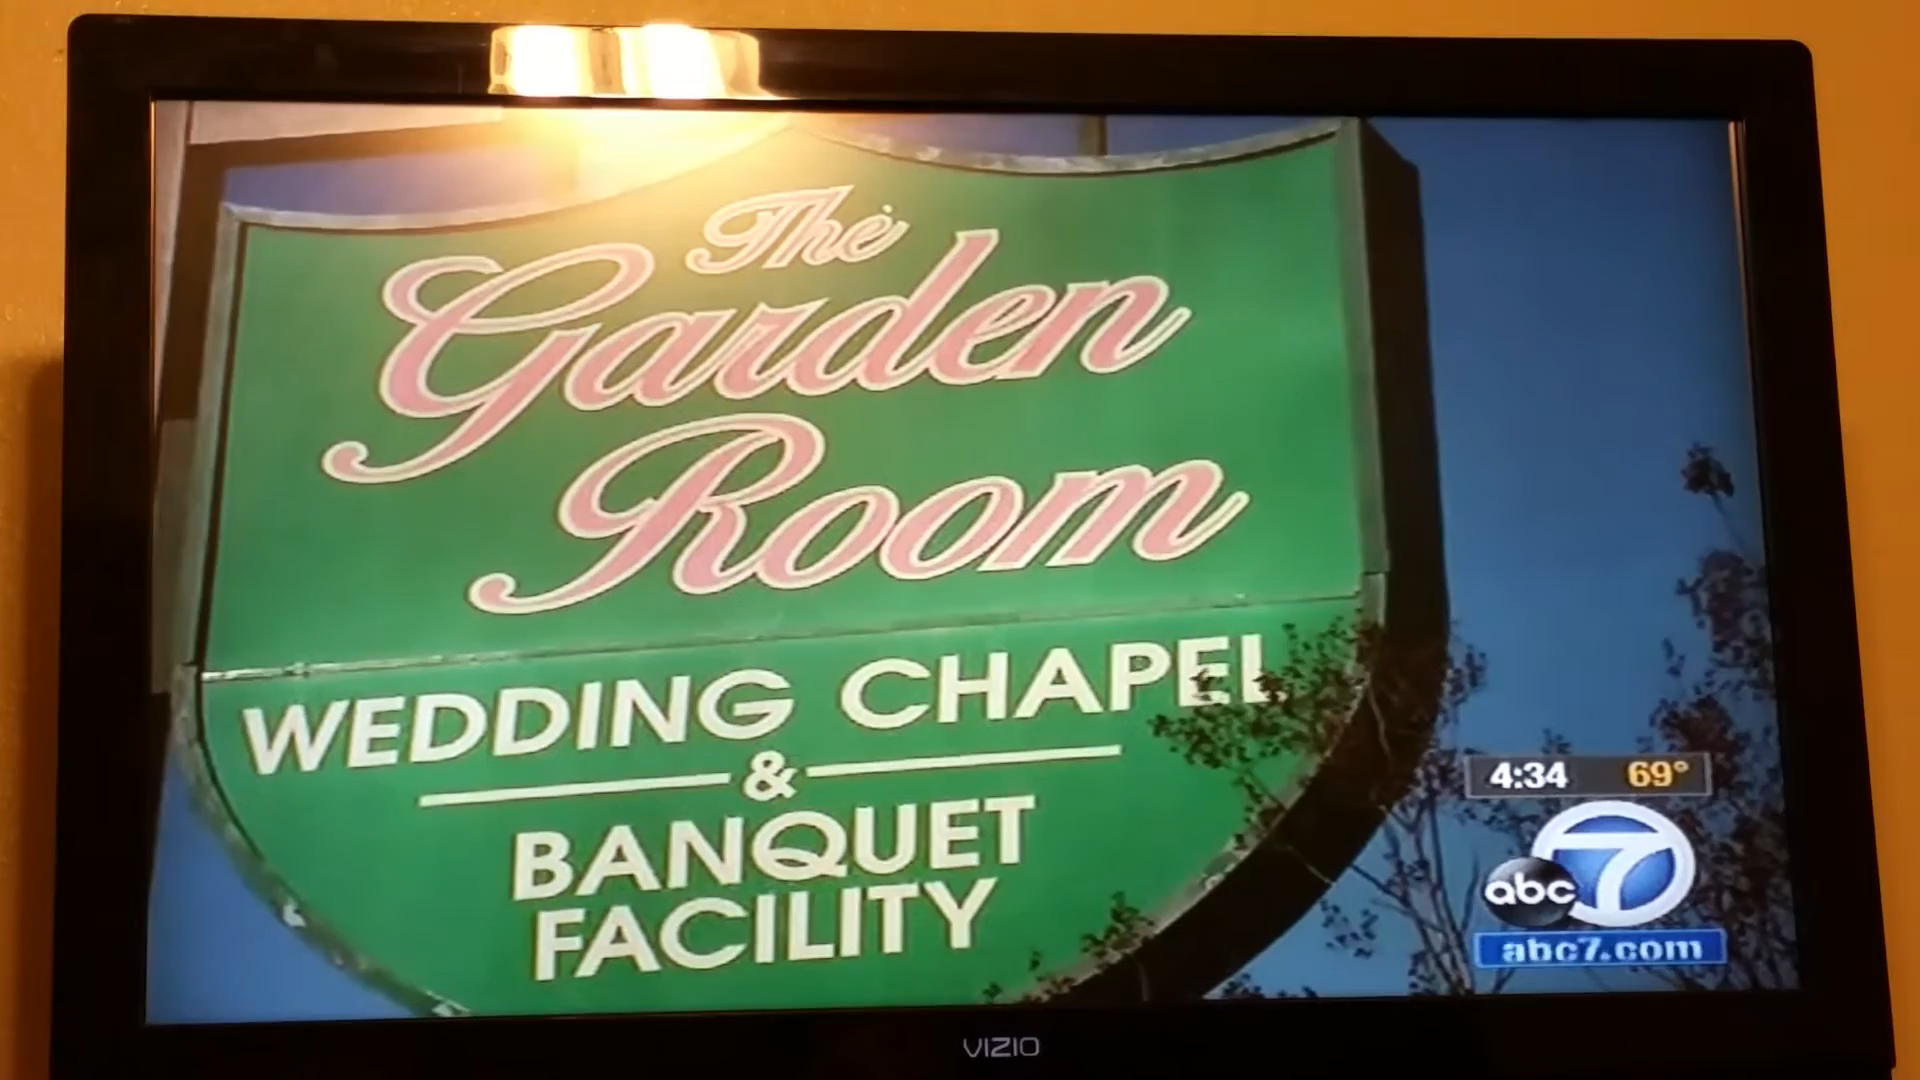 The
Garden
Room
WEDDING CHAPEL
&
BANQUET
FACILITY
4:34 69°
abc 7
abc7.com
VIZIO